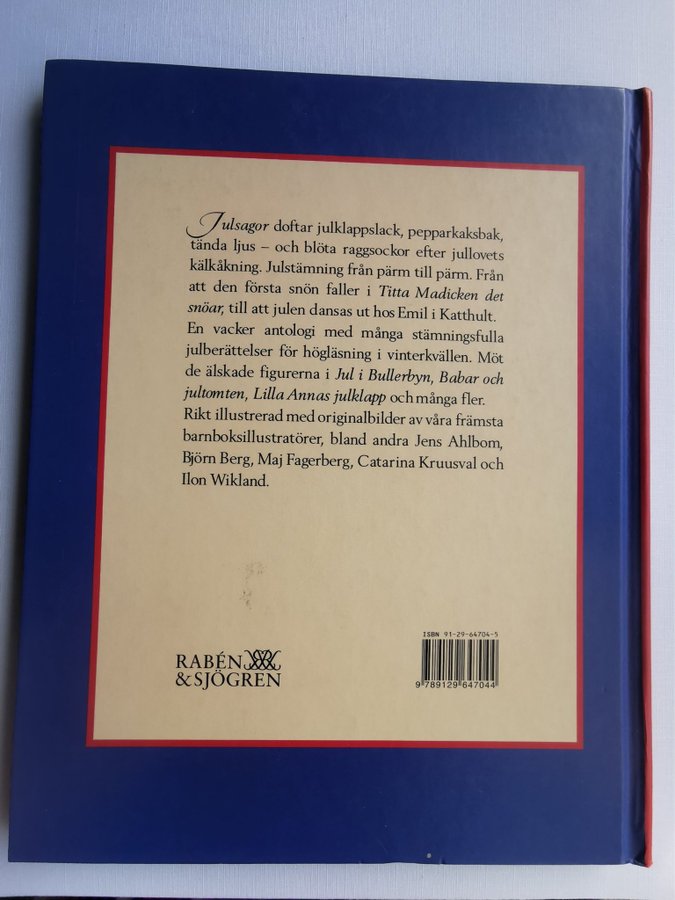 Julsagor doftar julklappslack, pepparkaksbak,
tända ljus – och blöta raggsockor efter jullovets
kälkåkning. Julstämning från pärm till pärm. Från
att den första snön faller i Titta Madicken det
snöar, till att julen dansas ut hos Emil i Katthult.
En vacker antologi med många stämningsfulla
julberättelser för högläsning i vinterkvällen. Möt
de älskade figurerna i Jul i Bullerbyn, Babar och
jultomten, Lilla Annas julklapp och många fler.
Rikt illustrerad med originalbilder av våra främsta
barnboksillustratörer, bland andra Jens Ahlbom,
Björn Berg, Maj Fagerberg, Catarina Kruusval och
Ilon Wikland.
RABÉN
& SJÖGREN
ISBN 91-29-64704-5
9 789129 647044